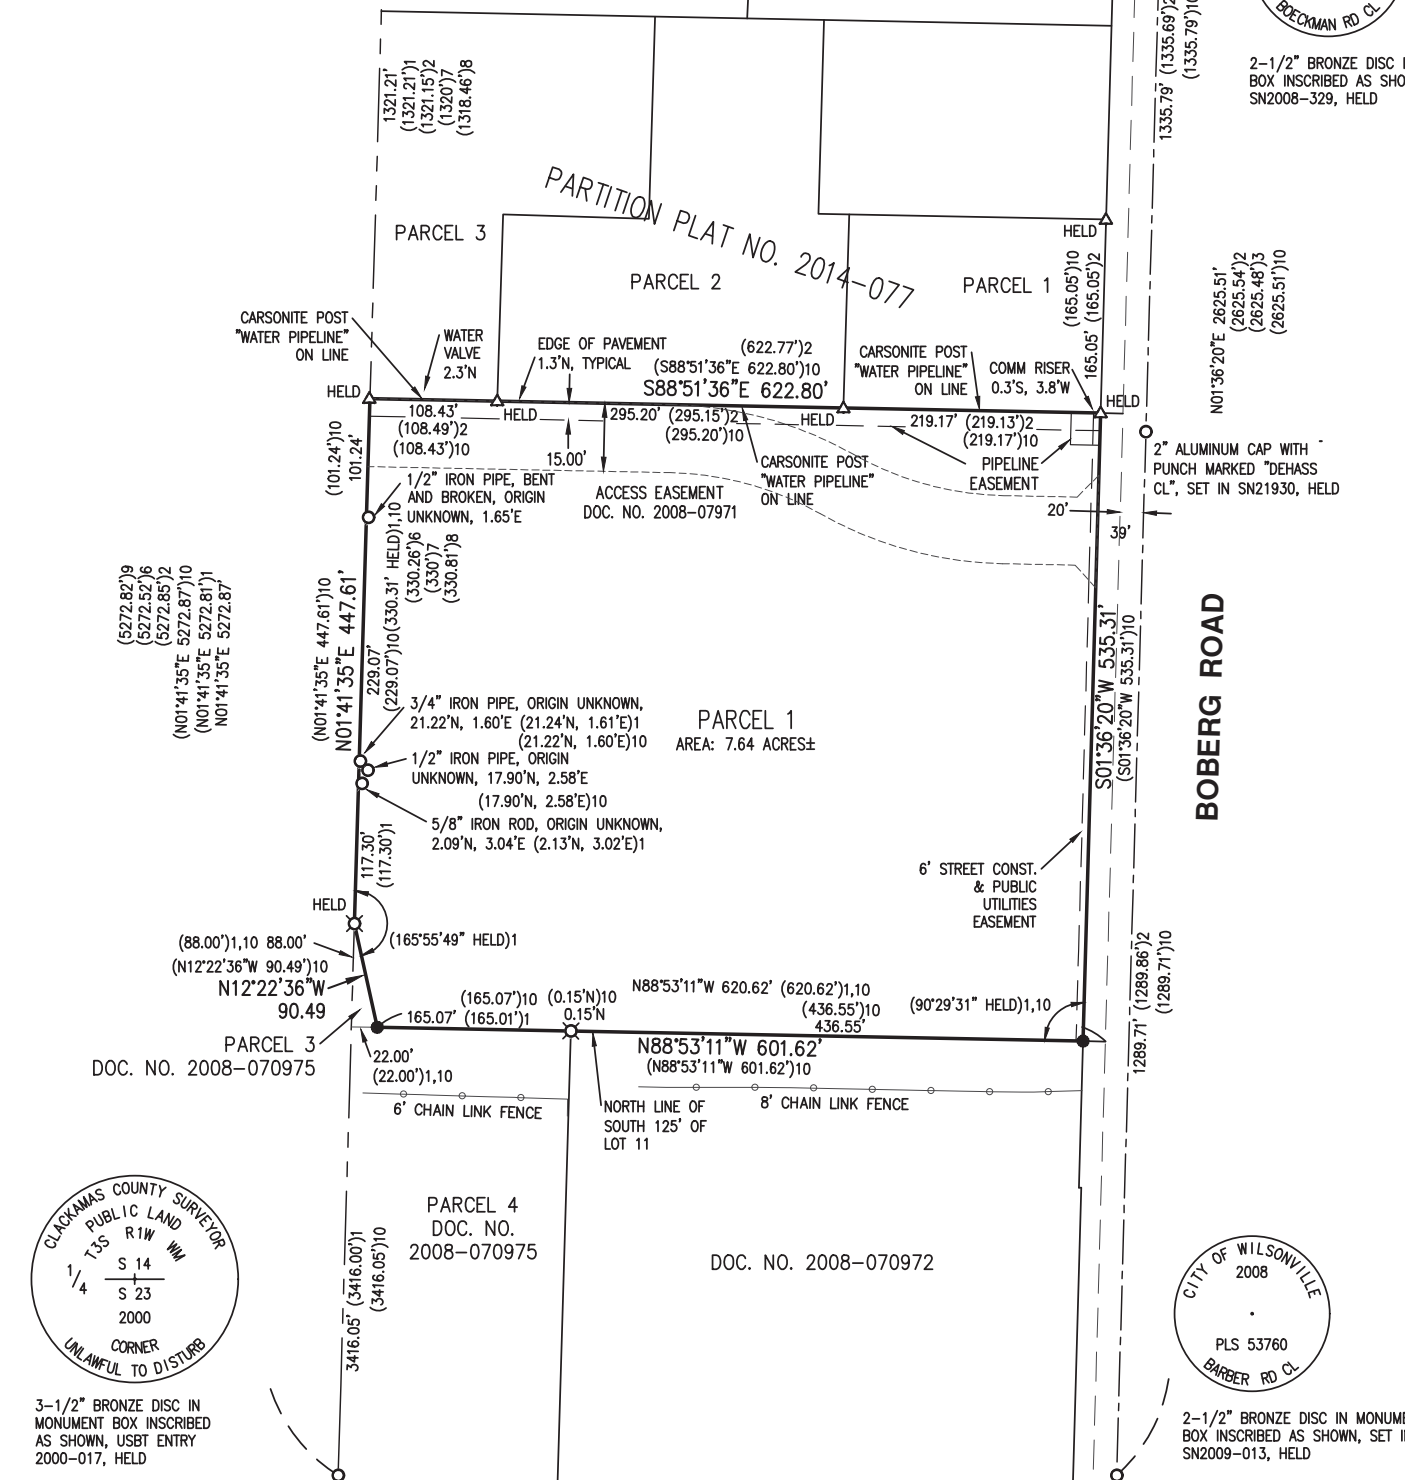 BOECKMAN RD CL
2-1/2" BRONZE DISC
BOX INSCRIBED AS SHO
SN2008-329, HELD
1335.79' (1335.69')2
(1335.79')10
1321.21'
(1321.21')1
(1321.15')2
(1320')7
(1318.46')8
PARTITION PLAT NO. 2014-077
PARCEL 3
PARCEL 2
PARCEL 1
HELD
(165.05')10
165.05' (165.05')2
N01°36'20"E 2625.51'
(2625.54')2
(2625.48')3
(2625.51')10
CARSONITE POST
"WATER PIPELINE"
ON LINE
WATER
VALVE
2.3'N
EDGE OF PAVEMENT
1.3'N, TYPICAL
(622.77')2
(S88°51'36"E 622.80')10
S88°51'36"E 622.80'
CARSONITE POST
"WATER PIPELINE"
ON LINE
COMM RISER
0.3'S, 3.8'W
HELD
HELD
108.43'
(108.49')2
(108.43')10
HELD
295.20' (295.15')2
(295.20')10
HELD
219.17' (219.13')2
(219.17')10
15.00'
(101.24')10
101.24'
1/2" IRON PIPE, BENT
AND BROKEN, ORIGIN
UNKNOWN, 1.65'E
ACCESS EASEMENT
DOC. NO. 2008-07971
CARSONITE POST
"WATER PIPELINE"
ON LINE
PIPELINE
EASEMENT
2" ALUMINUM CAP WITH
PUNCH MARKED "DEHASS
CL", SET IN SN21930, HELD
20'
39'
(5272.82')9
(5272.52')6
(5272.85')2
(N01°41'35"E 5272.87')10
(N01°41'35"E 5272.81')1
N01°41'35"E 5272.87'
(N01°41'35"E 447.61')10
N01°41'35"E 447.61'
229.07'
(229.07')10(330.31' HELD)1,10
(330.26')6
(330')7
(330.81')8
3/4" IRON PIPE, ORIGIN UNKNOWN,
21.22'N, 1.60'E (21.24'N, 1.61'E)1
(21.22'N, 1.60'E)10
1/2" IRON PIPE, ORIGIN
UNKNOWN, 17.90'N, 2.58'E
(17.90'N, 2.58'E)10
5/8" IRON ROD, ORIGIN UNKNOWN,
2.09'N, 3.04'E (2.13'N, 3.02'E)1
PARCEL 1
AREA: 7.64 ACRES±
S01°36'20"W 535.31'
(S01°36'20"W 535.31')10
BOBERG ROAD
117.30'
(117.30')1
6' STREET CONST.
& PUBLIC
UTILITIES
EASEMENT
HELD
(165°55'49" HELD)1
(88.00')1,10 88.00'
(N12°22'36"W 90.49')10
N12°22'36"W
90.49
PARCEL 3
DOC. NO. 2008-070975
(165.07')10
165.07' (165.01')1
(0.15'N)10
0.15'N
N88°53'11"W 620.62' (620.62')1,10
(436.55')10
436.55'
(90°29'31" HELD)1,10
N88°53'11"W 601.62'
(N88°53'11"W 601.62')10
1289.71' (1289.86')2
(1289.71')10
22.00'
(22.00')1,10
6' CHAIN LINK FENCE
NORTH LINE OF
SOUTH 125' OF
LOT 11
8' CHAIN LINK FENCE
PARCEL 4
DOC. NO.
2008-070975
DOC. NO. 2008-070972
3416.05' (3416.00')1
(3416.05')10
CLACKAMAS COUNTY SURVEYOR
PUBLIC LAND
T3S R1W WM
1/4
S 14
S 23
2000
CORNER
UNLAWFUL TO DISTURB
3-1/2" BRONZE DISC IN
MONUMENT BOX INSCRIBED
AS SHOWN, USBT ENTRY
2000-017, HELD
CITY OF WILSONVILLE
2008
PLS 53760
BARBER RD CL
2-1/2" BRONZE DISC IN MONUME
BOX INSCRIBED AS SHOWN, SET I
SN2009-013, HELD